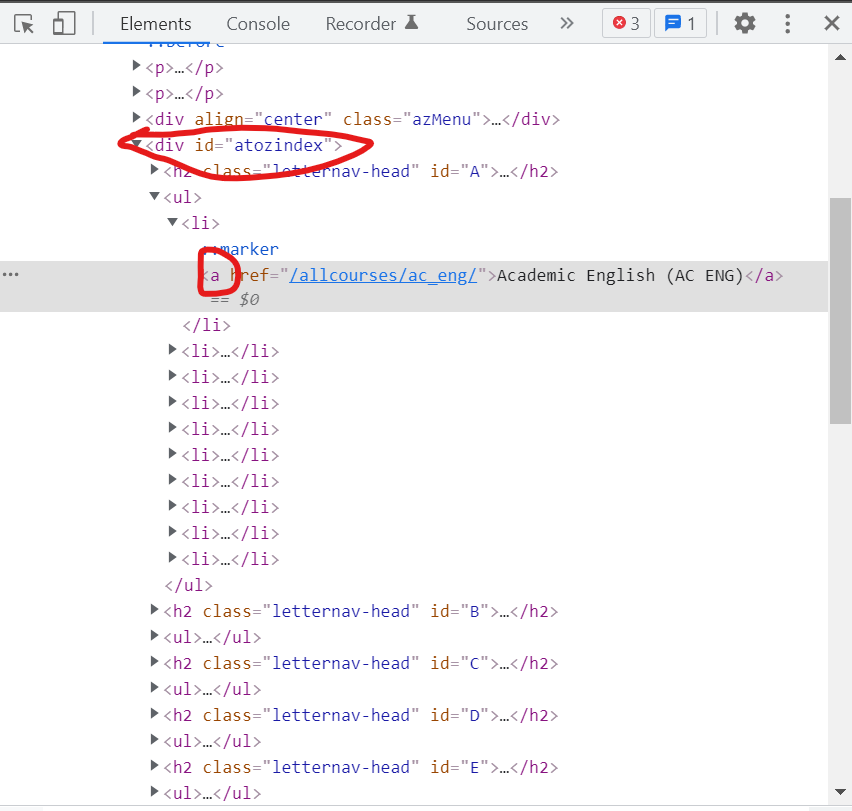 Elements Console Recorder Sources » 3 1
::before
<p>…</p>
<p>…</p>
<div align="center" class="azMenu">…</div>
<div id="atozindex">
<h2 class="letternav-head" id="A">…</h2>
<ul>
<li>
::marker
<a href="/allcourses/ac_eng/">Academic English (AC ENG)</a>
== $0
</li>
<li>…</li>
<li>…</li>
<li>…</li>
<li>…</li>
<li>…</li>
<li>…</li>
<li>…</li>
<li>…</li>
<li>…</li>
</ul>
<h2 class="letternav-head" id="B">…</h2>
<ul>…</ul>
<h2 class="letternav-head" id="C">…</h2>
<ul>…</ul>
<h2 class="letternav-head" id="D">…</h2>
<ul>…</ul>
<h2 class="letternav-head" id="E">…</h2>
<ul>…</ul>